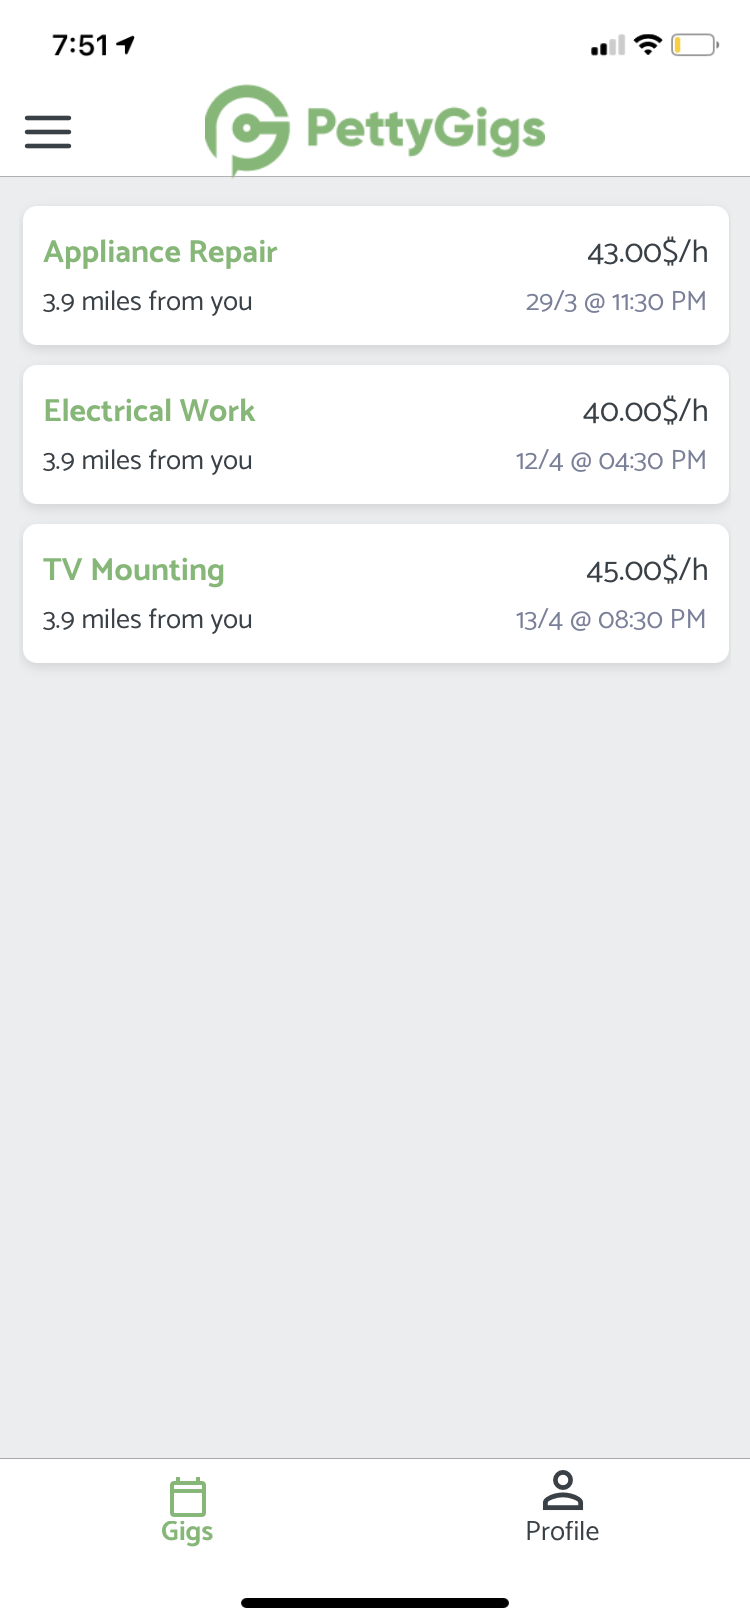 7:51
PettyGigs
Appliance Repair 43.00$/h
3.9 miles from you 29/3 @ 11:30 PM
Electrical Work 40.00$/h
3.9 miles from you 12/4 @ 04:30 PM
TV Mounting 45.00$/h
3.9 miles from you 13/4 @ 08:30 PM
Gigs Profile